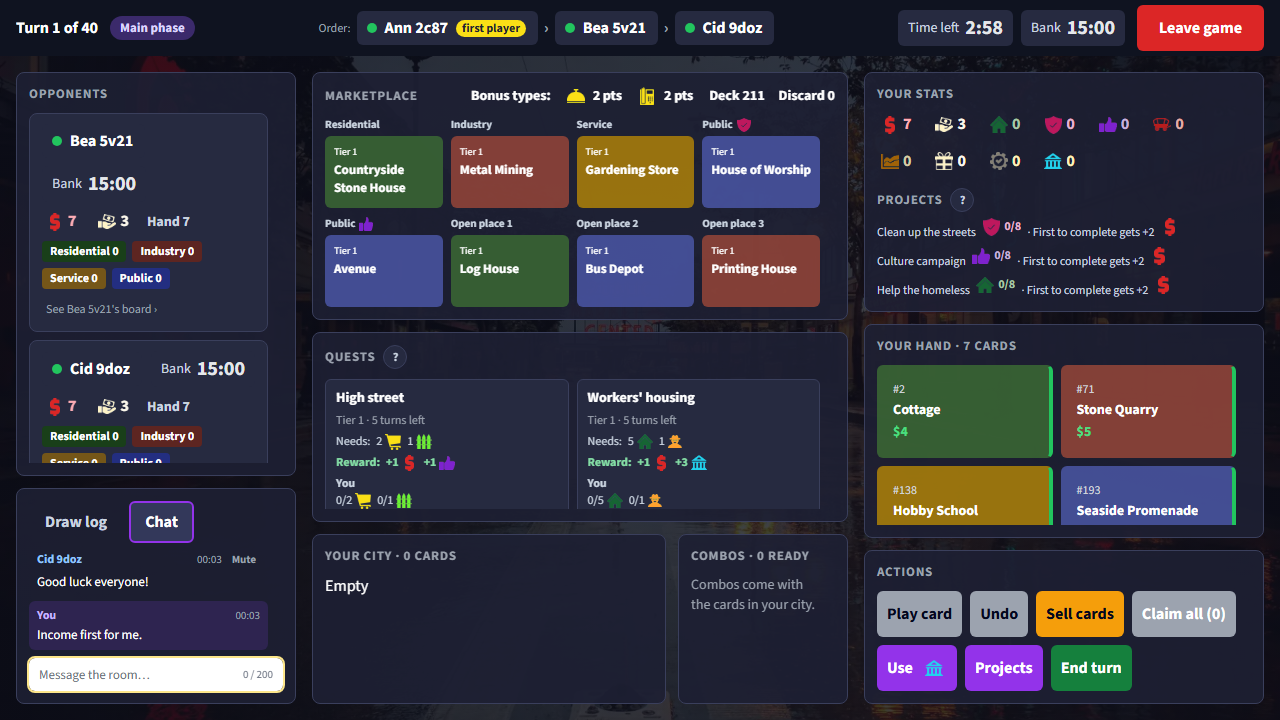 Turn 1 of 40 Main phase Order: Ann 2c87 first player › Bea 5v21 › Cid 9doz Time left 2:58 Bank 15:00 Leave game
OPPONENTS
Bea 5v21
Bank 15:00
7 3 Hand 7
Residential 0 Industry 0
Service 0 Public 0
See Bea 5v21's board ›
Cid 9doz Bank 15:00
7 3 Hand 7
Residential 0 Industry 0
Service 0 Public 0
Draw log Chat
Cid 9doz 00:03 Mute
Good luck everyone!
You 00:03
Income first for me.
Message the room… 0 / 200
MARKETPLACE Bonus types: 2 pts 2 pts Deck 211 Discard 0
Residential Industry Service Public
Tier 1 Tier 1 Tier 1 Tier 1
Countryside Stone House Metal Mining Gardening Store House of Worship
Public Open place 1 Open place 2 Open place 3
Tier 1 Tier 1 Tier 1 Tier 1
Avenue Log House Bus Depot Printing House
QUESTS ?
High street
Tier 1 · 5 turns left
Needs: 2 1
Reward: +1 +1
You
0/2 0/1
Workers' housing
Tier 1 · 5 turns left
Needs: 5 1
Reward: +1 +3
You
0/5 0/1
YOUR CITY · 0 CARDS
Empty
COMBOS · 0 READY
Combos come with
the cards in your city.
YOUR STATS
7 3 0 0 0 0
0 0 0 0
PROJECTS ?
Clean up the streets 0/8 · First to complete gets +2
Culture campaign 0/8 · First to complete gets +2
Help the homeless 0/8 · First to complete gets +2
YOUR HAND · 7 CARDS
#2 #71
Cottage Stone Quarry
$4 $5
#138 #193
Hobby School Seaside Promenade
ACTIONS
Play card Undo Sell cards Claim all (0)
Use Projects End turn